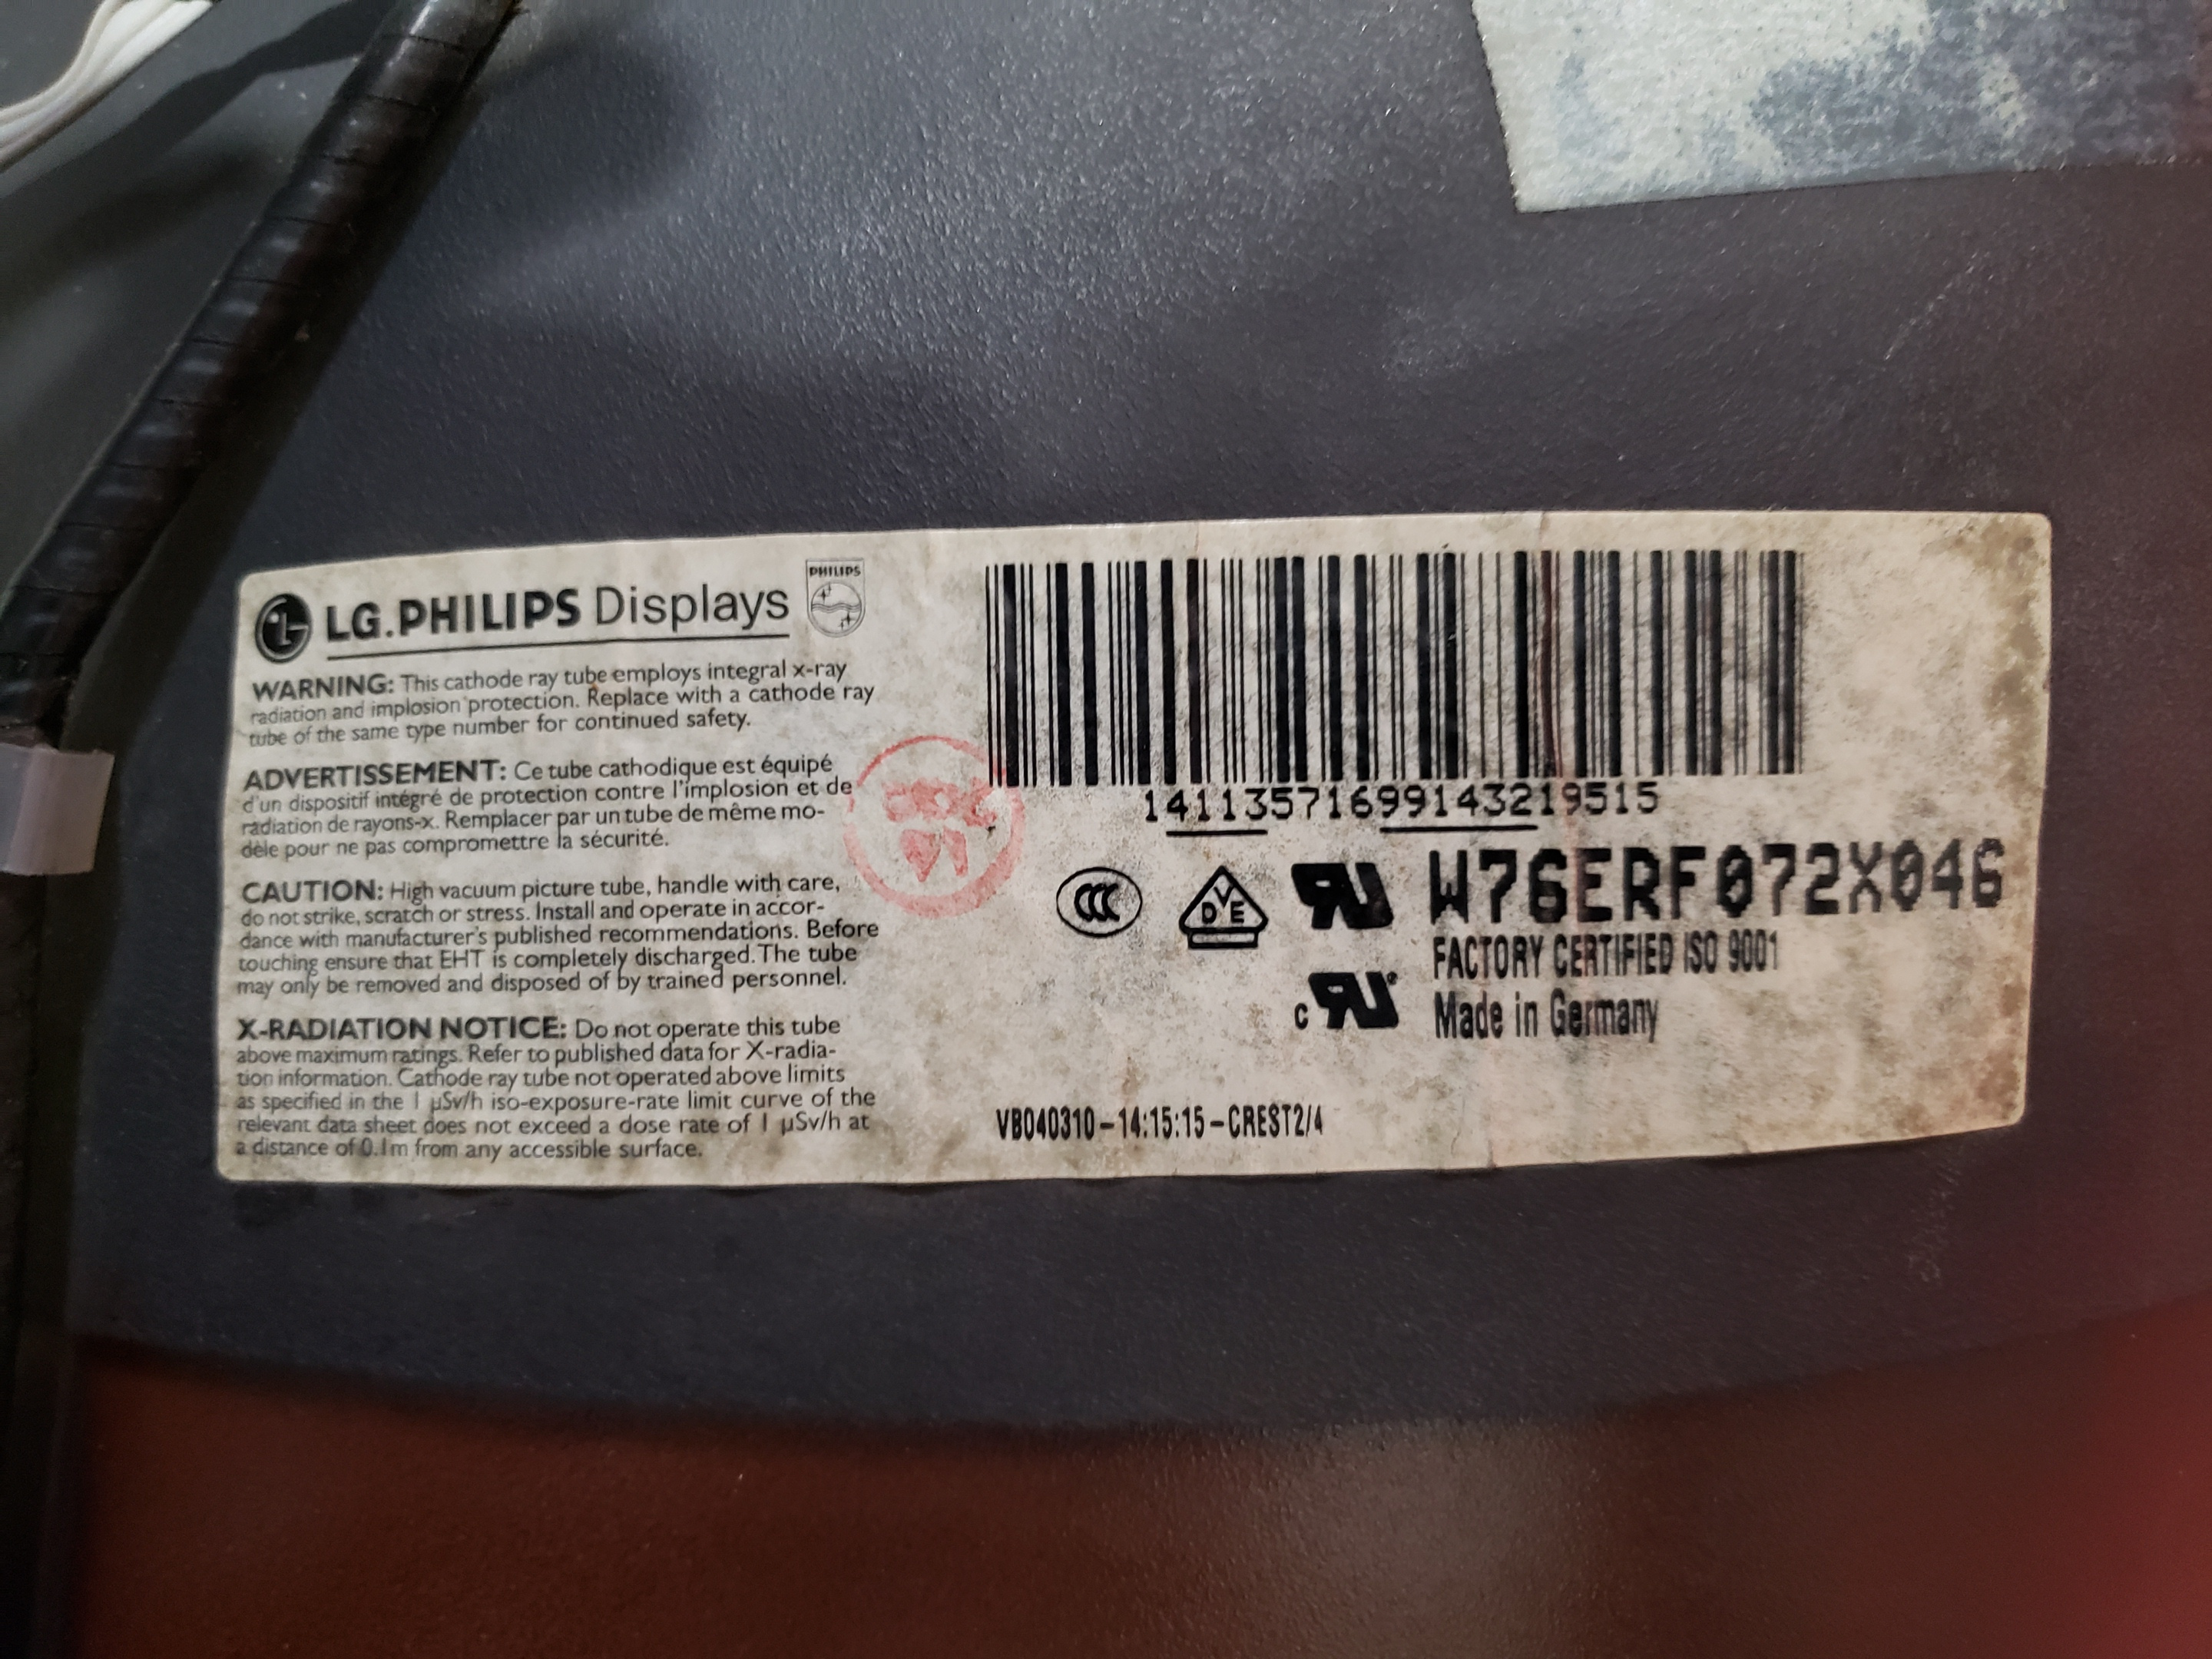 LG.PHILIPS Displays
PHILIPS
WARNING: This cathode ray tube employs integral x-ray
radiation and implosion protection. Replace with a cathode ray
tube of the same type number for continued safety.
ADVERTISSEMENT: Ce tube cathodique est équipé
d'un dispositif intégré de protection contre l'implosion et de
radiation de rayons-x. Remplacer par un tube de même mo-
dèle pour ne pas compromettre la sécurité.
CAUTION: High vacuum picture tube, handle with care,
do not strike, scratch or stress. Install and operate in accor-
dance with manufacturer's published recommendations. Before
touching ensure that EHT is completely discharged. The tube
may only be removed and disposed of by trained personnel.
X-RADIATION NOTICE: Do not operate this tube
above maximum ratings. Refer to published data for X-radia-
tion information. Cathode ray tube not operated above limits
as specified in the 1 µSv/h iso-exposure-rate limit curve of the
relevant data sheet does not exceed a dose rate of 1 µSv/h at
a distance of 0.1m from any accessible surface.
14113571699143219515
CCC
DVE
W76ERF072X046
FACTORY CERTIFIED ISO 9001
c
Made in Germany
VB040310-14:15:15-CREST2/4